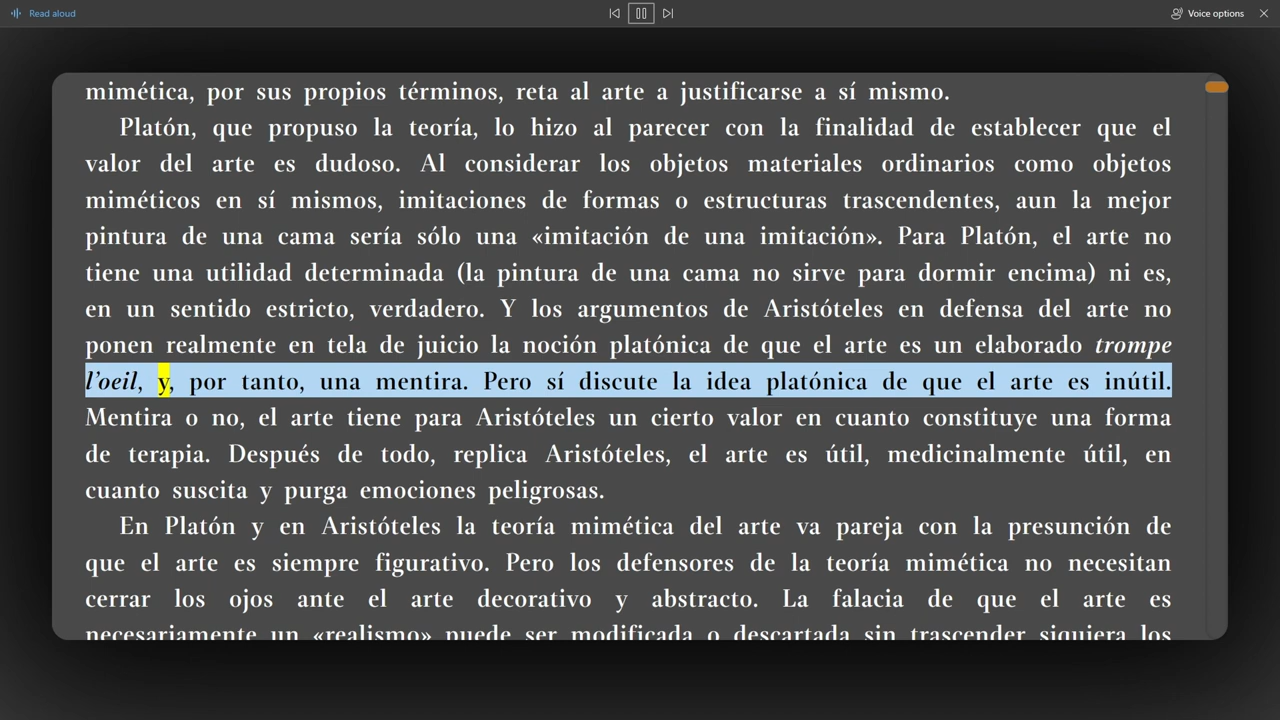 Read aloud
Voice options
mimética, por sus propios términos, reta al arte a justificarse a sí mismo.
Platón, que propuso la teoría, lo hizo al parecer con la finalidad de establecer que el
valor del arte es dudoso. Al considerar los objetos materiales ordinarios como objetos
miméticos en sí mismos, imitaciones de formas o estructuras trascendentes, aun la mejor
pintura de una cama sería sólo una «imitación de una imitación». Para Platón, el arte no
tiene una utilidad determinada (la pintura de una cama no sirve para dormir encima) ni es,
en un sentido estricto, verdadero. Y los argumentos de Aristóteles en defensa del arte no
ponen realmente en tela de juicio la noción platónica de que el arte es un elaborado trompe
l’oeil, y, por tanto, una mentira. Pero sí discute la idea platónica de que el arte es inútil.
Mentira o no, el arte tiene para Aristóteles un cierto valor en cuanto constituye una forma
de terapia. Después de todo, replica Aristóteles, el arte es útil, medicinalmente útil, en
cuanto suscita y purga emociones peligrosas.
En Platón y en Aristóteles la teoría mimética del arte va pareja con la presunción de
que el arte es siempre figurativo. Pero los defensores de la teoría mimética no necesitan
cerrar los ojos ante el arte decorativo y abstracto. La falacia de que el arte es
necesariamente un «realismo» puede ser modificada o descartada sin trascender siquiera los